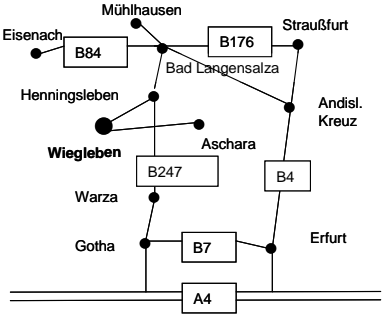 Mühlhausen
Straußfurt
Eisenach
B84
B176
Bad Langensalza
Henningsleben
Andisl.
Kreuz
Aschara
Wiegleben
B247
B4
Warza
Gotha
B7
Erfurt
A4